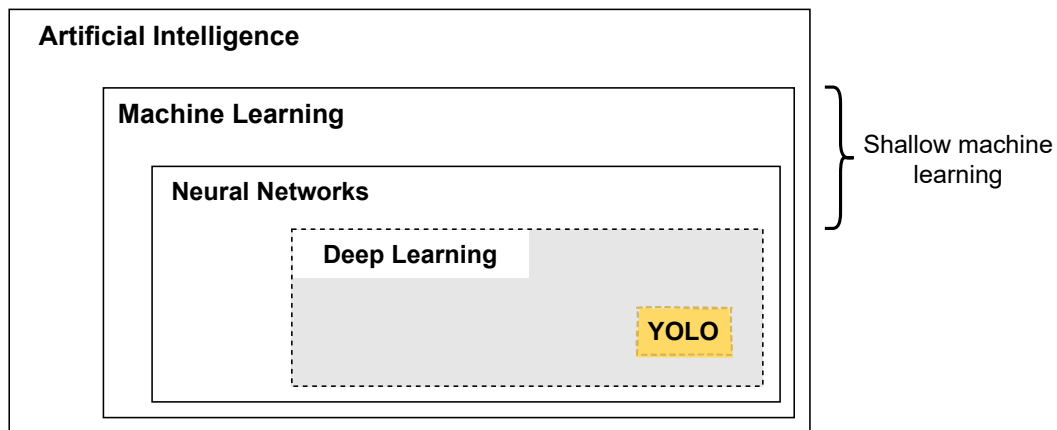 Artificial Intelligence
Machine Learning
Shallow machine
learning
Neural Networks
Deep Learning
YOLO